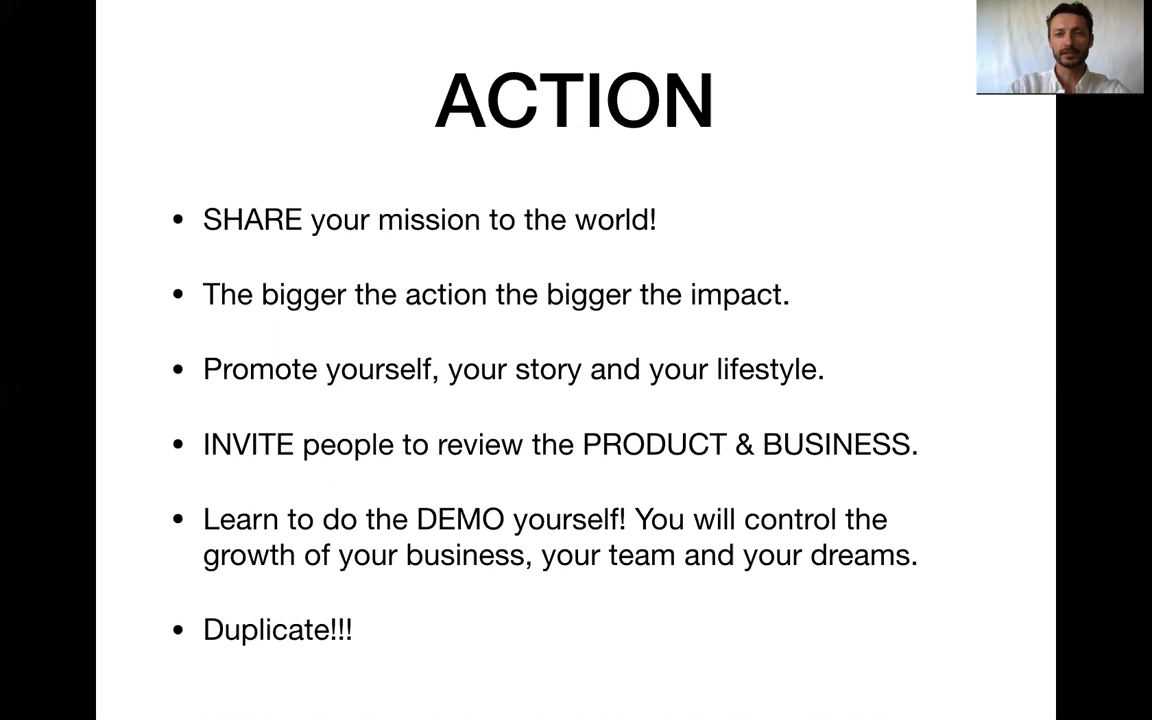 ACTION
• SHARE your mission to the world!
• The bigger the action the bigger the impact.
• Promote yourself, your story and your lifestyle.
• INVITE people to review the PRODUCT & BUSINESS.
• Learn to do the DEMO yourself! You will control the
growth of your business, your team and your dreams.
• Duplicate!!!